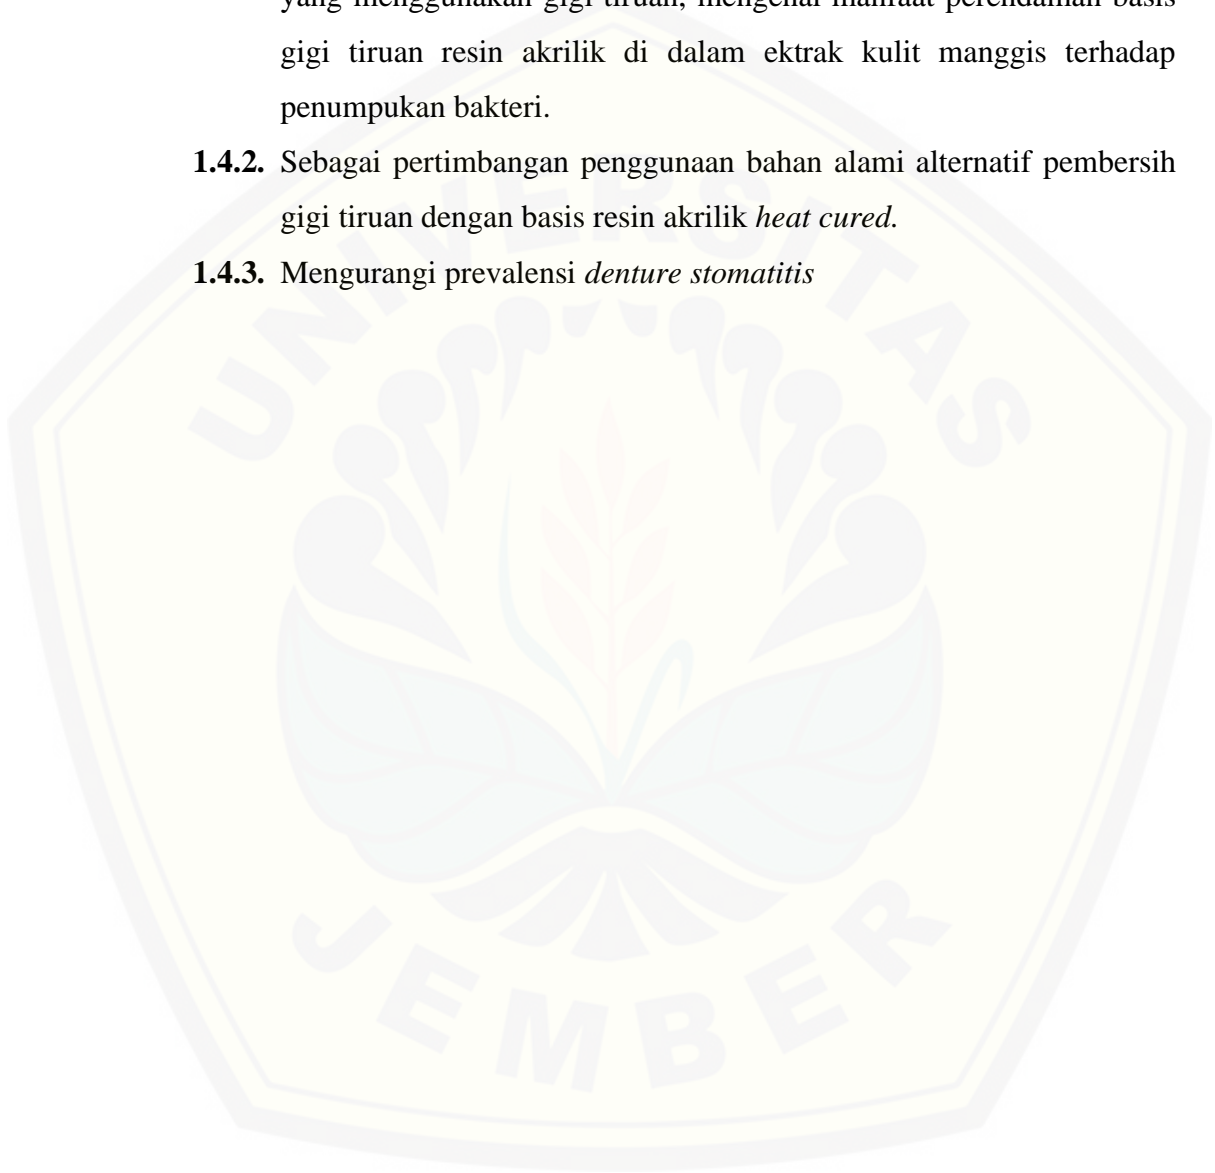 yang menggunakan gigi tiruan, mengenai manfaat perendaman basis
gigi tiruan resin akrilik di dalam ektrak kulit manggis terhadap
penumpukan bakteri.
1.4.2. Sebagai pertimbangan penggunaan bahan alami alternatif pembersih
gigi tiruan dengan basis resin akrilik heat cured.
1.4.3. Mengurangi prevalensi denture stomatitis
UNIVERSITAS
JEMBER